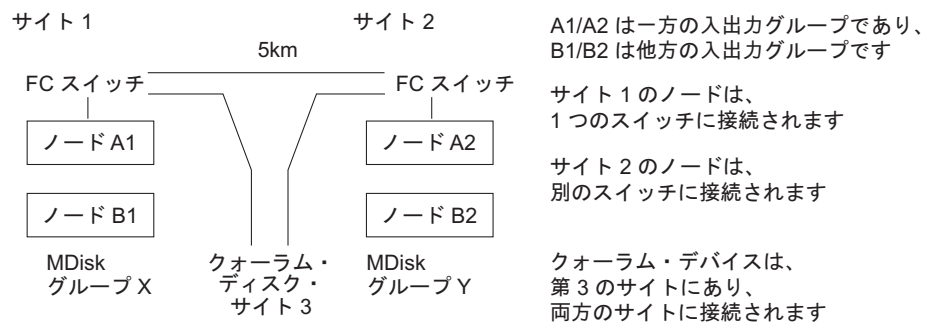 サイト 1
サイト 2
5km
FC スイッチ
FC スイッチ
ノード A1
ノード A2
ノード B1
ノード B2
MDisk
グループ X
クォーラム・
ディスク・
サイト 3
MDisk
グループ Y
A1/A2 は一方の入出力グループであり、
B1/B2 は他方の入出力グループです
サイト 1 のノードは、
1 つのスイッチに接続されます
サイト 2 のノードは、
別のスイッチに接続されます
クォーラム・デバイスは、
第 3 のサイトにあり、
両方のサイトに接続されます